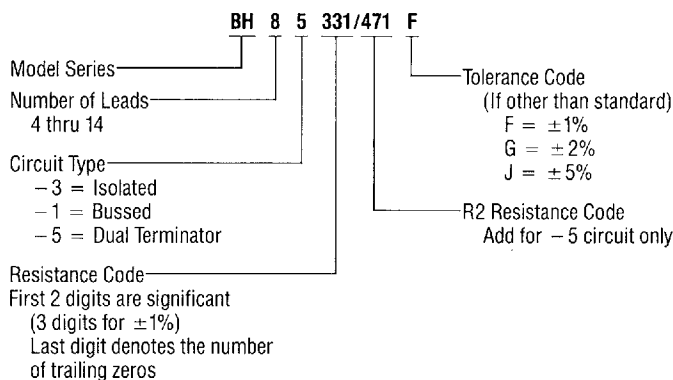 BH 8 5 331/471 F
Model Series
Number of Leads
4 thru 14
Circuit Type
−3 = Isolated
−1 = Bussed
−5 = Dual Terminator
Resistance Code
First 2 digits are significant
(3 digits for ±1%)
Last digit denotes the number
of trailing zeros
Tolerance Code
(If other than standard)
F = ±1%
G = ±2%
J = ±5%
R2 Resistance Code
Add for −5 circuit only